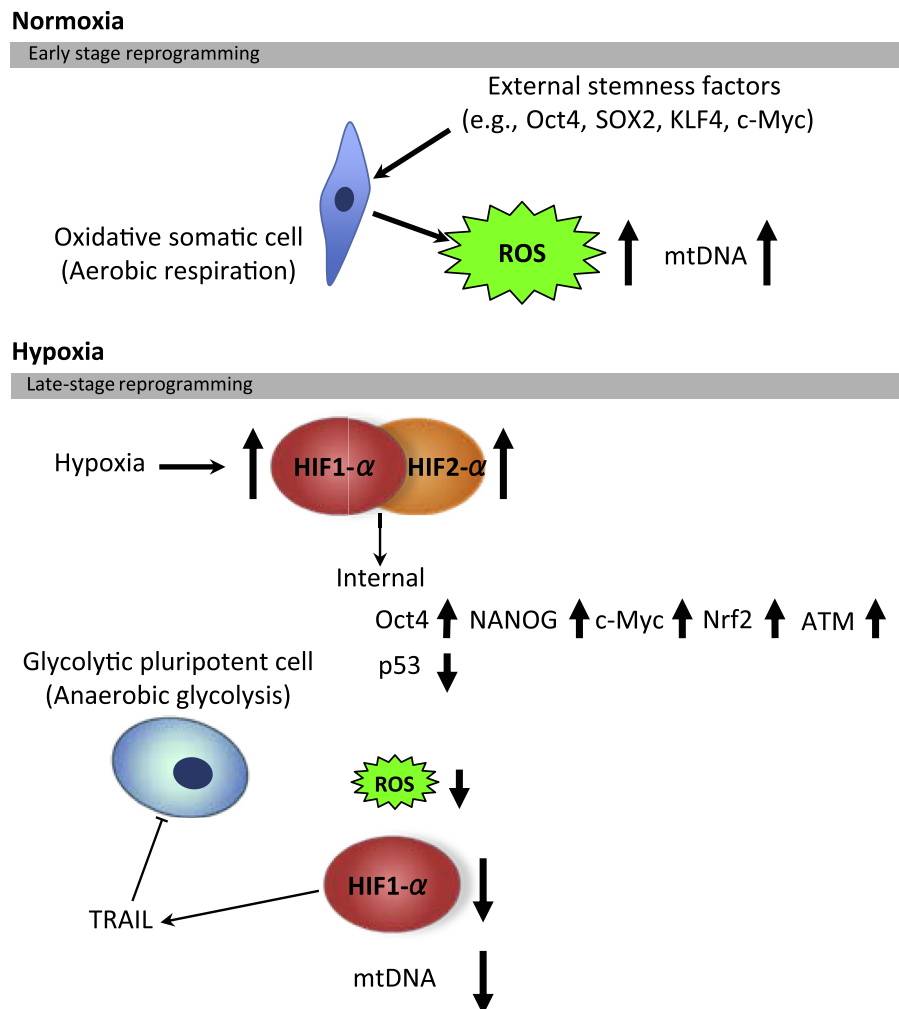 Normoxia
Early stage reprogramming
External stemness factors
(e.g., Oct4, SOX2, KLF4, c-Myc)
Oxidative somatic cell
(Aerobic respiration)
ROS
mtDNA
Hypoxia
Late-stage reprogramming
Hypoxia
HIF1-α
HIF2-α
Internal
Oct4
NANOG
c-Myc
Nrf2
ATM
p53
Glycolytic pluripotent cell
(Anaerobic glycolysis)
ROS
HIF1-α
TRAIL
mtDNA